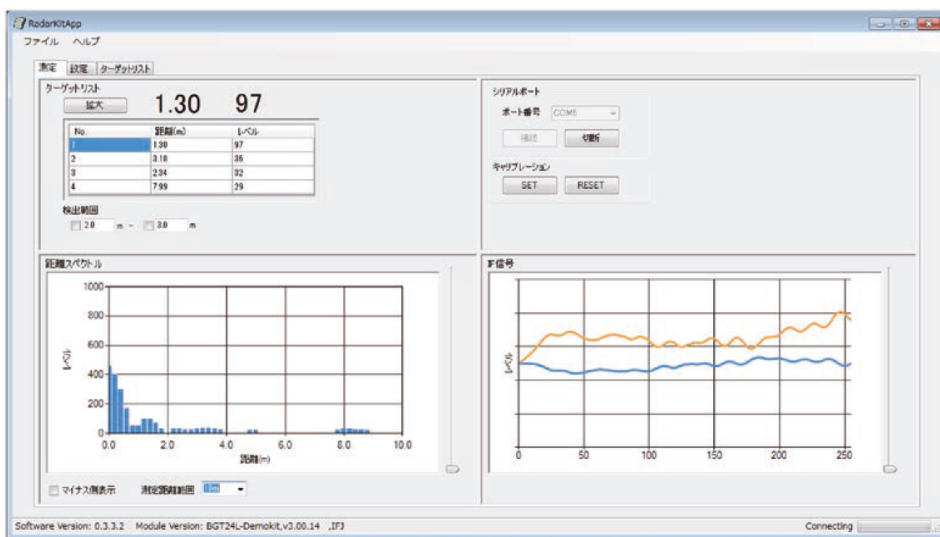 RadarKitApp
ファイル ヘルプ
測定 設定 ターゲットリスト
ターゲットリスト
拡大 1.30 97
No. 距離(m) レベル
1 1.30 97
2 3.18 36
3 2.34 32
4 7.99 29
検出範囲
2.0 m ~ 3.0 m
シリアルポート
ポート番号 COM5
接続 切断
キャリブレーション
SET RESET
距離スペクトル
1000
800
600
400
200
0
レベル
0.0 2.0 4.0 6.0 8.0 10.0
距離(m)
マイナス側表示 測定距離範囲 10m
IF信号
レベル
0 50 100 150 200 250
Software Version: 0.3.3.2 Module Version: BGT24L-Demokit,v3.00.14 ,IFJ
Connecting